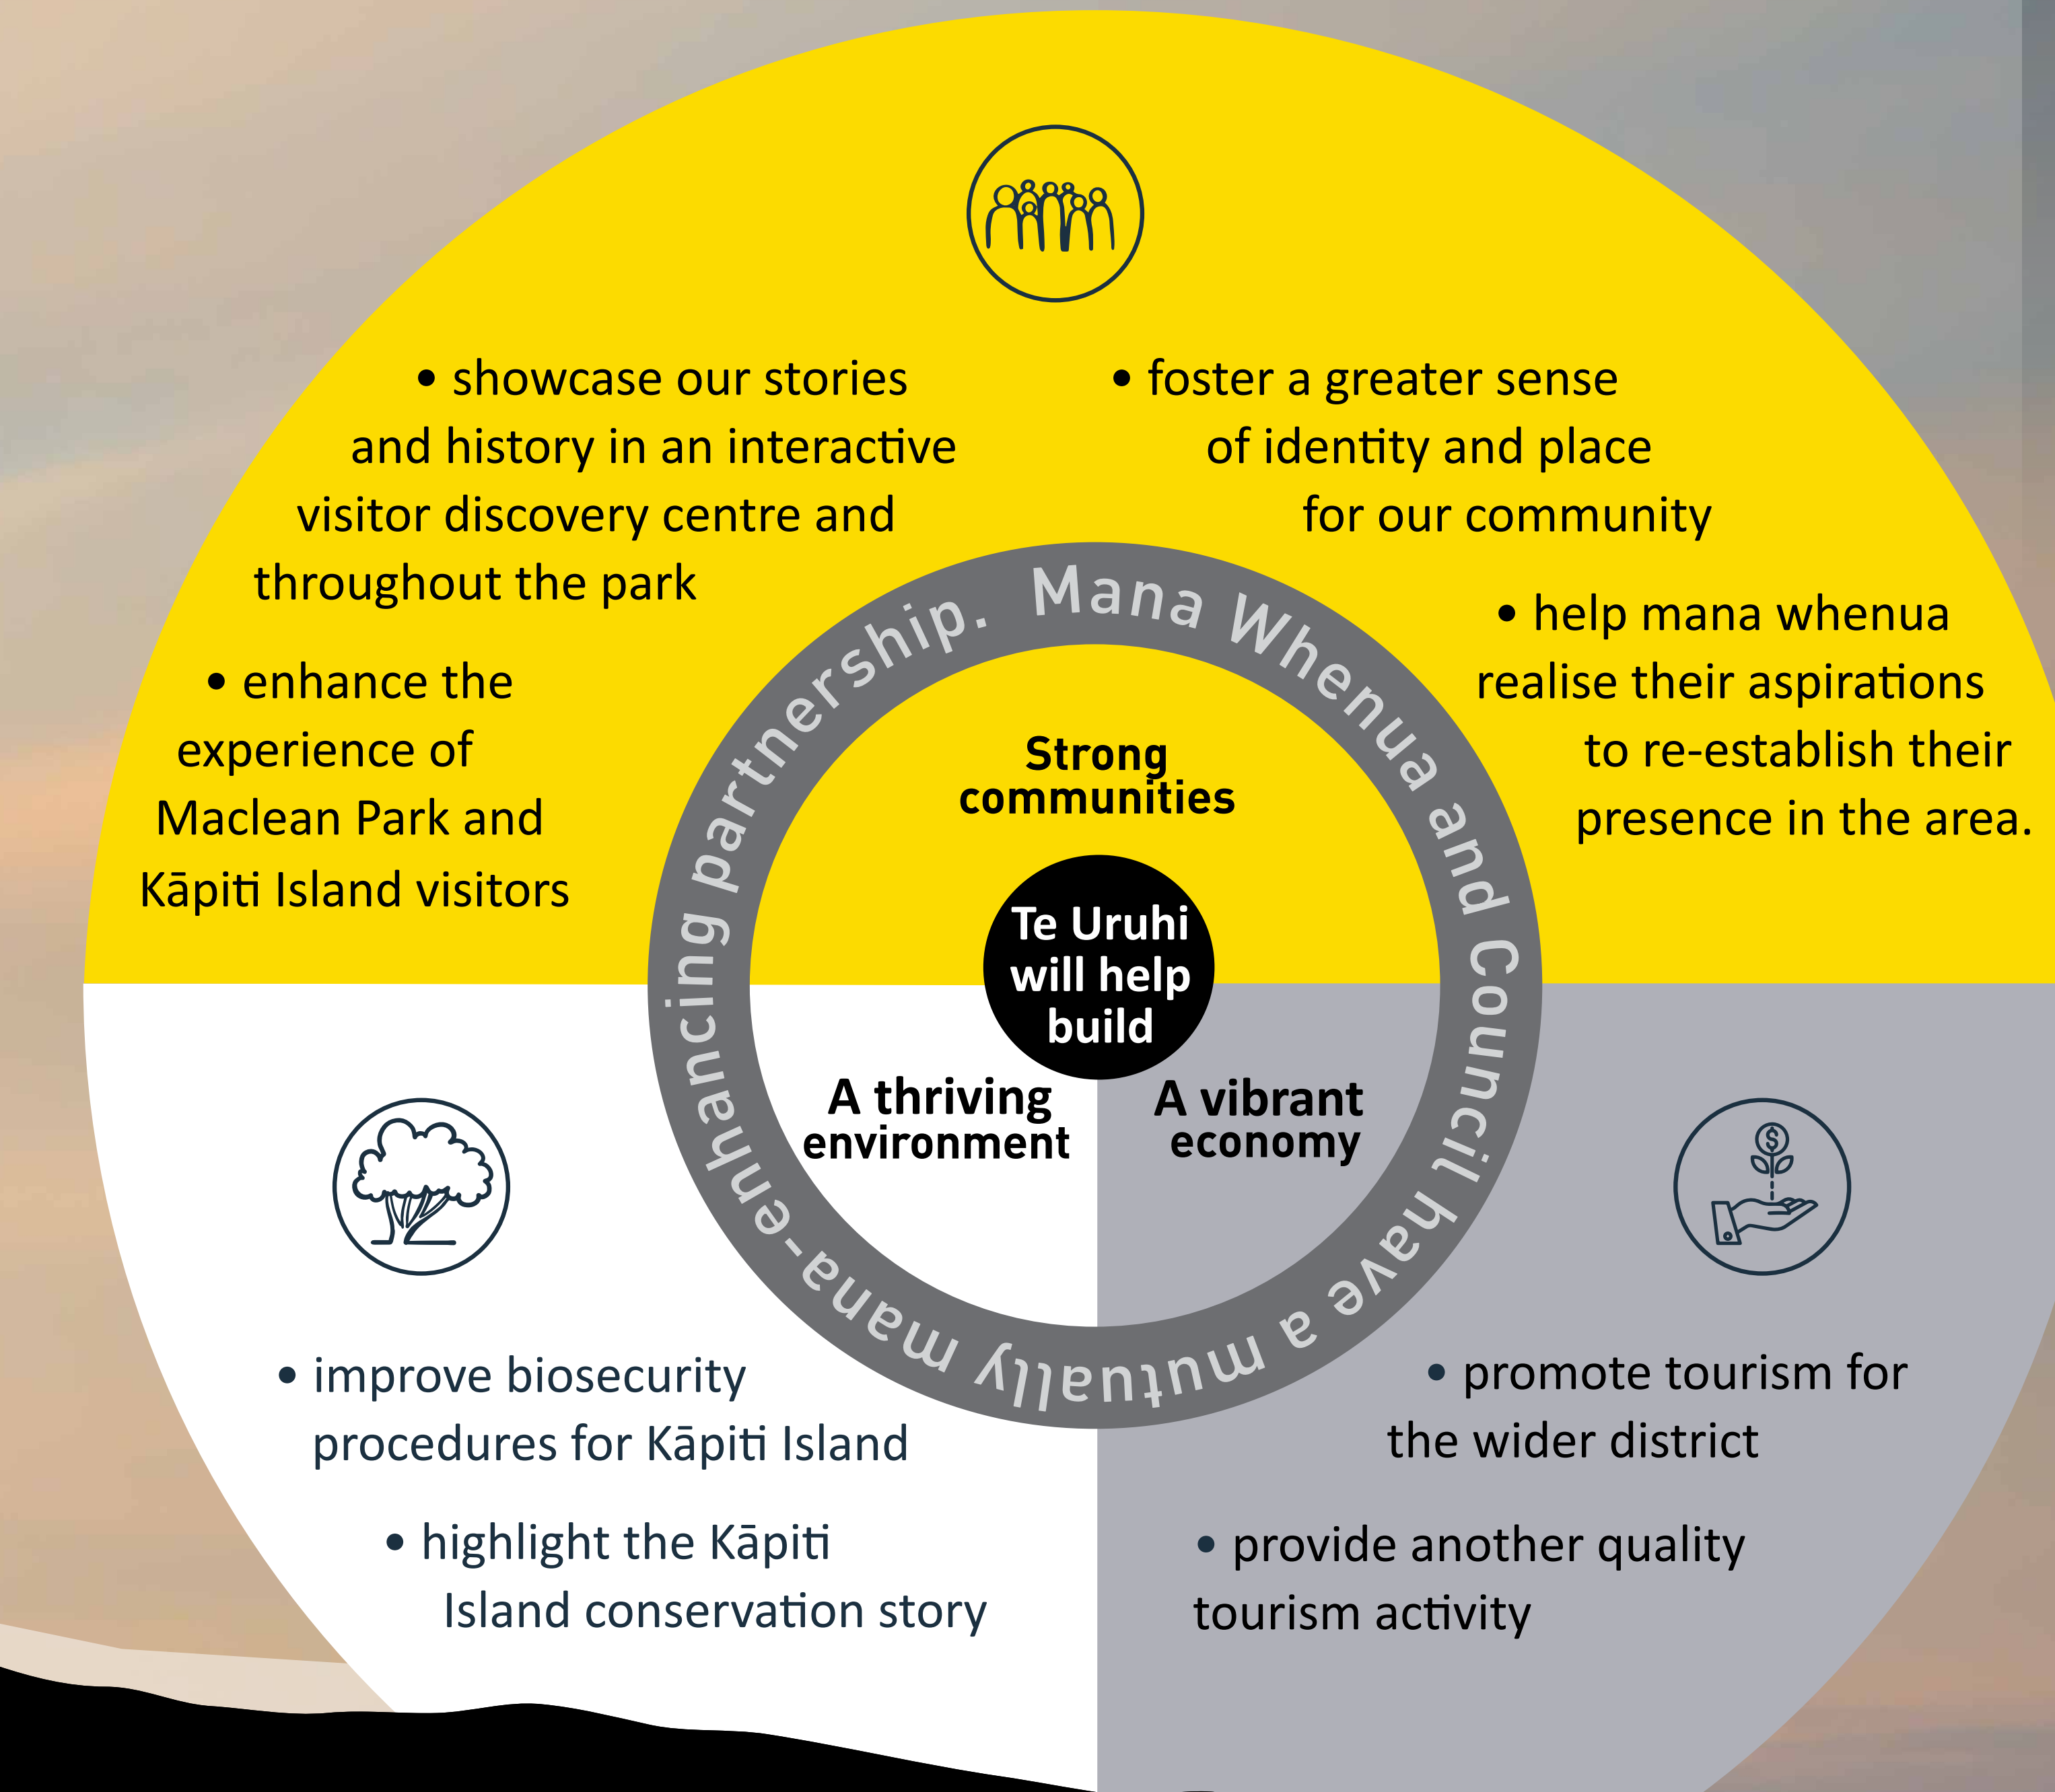 • showcase our stories
and history in an interactive
visitor discovery centre and
throughout the park
• enhance the
experience of
Maclean Park and
Kāpiti Island visitors
• foster a greater sense
of identity and place
for our community
• help mana whenua
realise their aspirations
to re-establish their
presence in the area.
Mana Whenua and Council have a mutually mana-enhancing partnership.
Strong
communities
Te Uruhi
will help
build
A thriving
environment
A vibrant
economy
• improve biosecurity
procedures for Kāpiti Island
• highlight the Kāpiti
Island conservation story
$
• promote tourism for
the wider district
• provide another quality
tourism activity